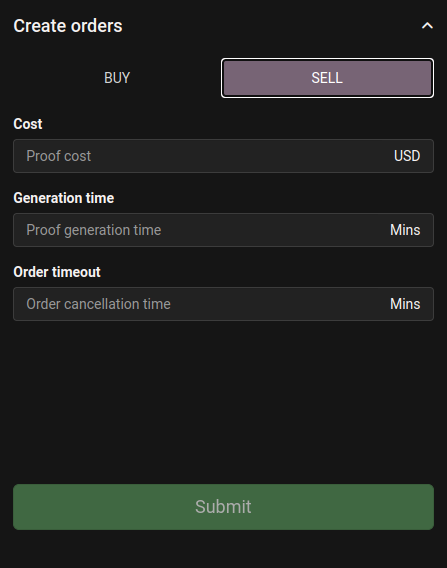 Create orders
BUY SELL
Cost
Proof cost USD
Generation time
Proof generation time Mins
Order timeout
Order cancellation time Mins
Submit